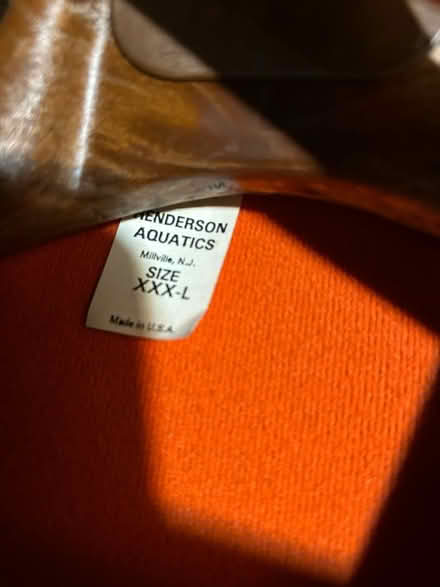 HENDERSON
AQUATICS
Millville, N.J.
SIZE
XXX-L
Made in U.S.A.